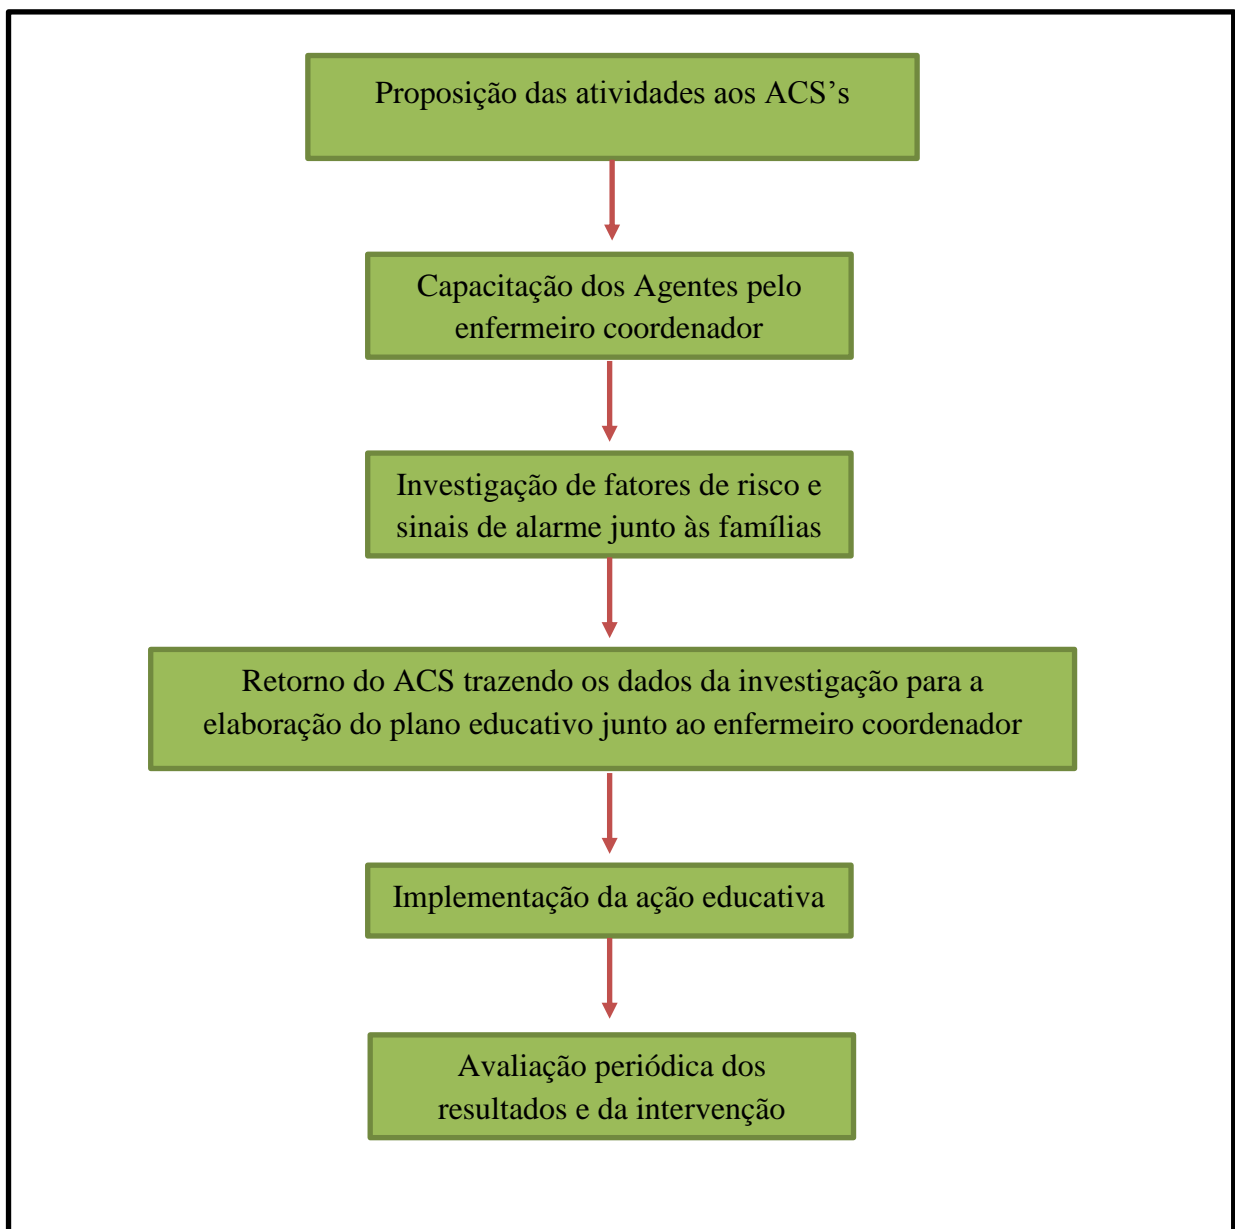 Proposição das atividades aos ACS’s
Capacitação dos Agentes pelo
enfermeiro coordenador
Investigação de fatores de risco e
sinais de alarme junto às famílias
Retorno do ACS trazendo os dados da investigação para a
elaboração do plano educativo junto ao enfermeiro coordenador
Implementação da ação educativa
Avaliação periódica dos
resultados e da intervenção